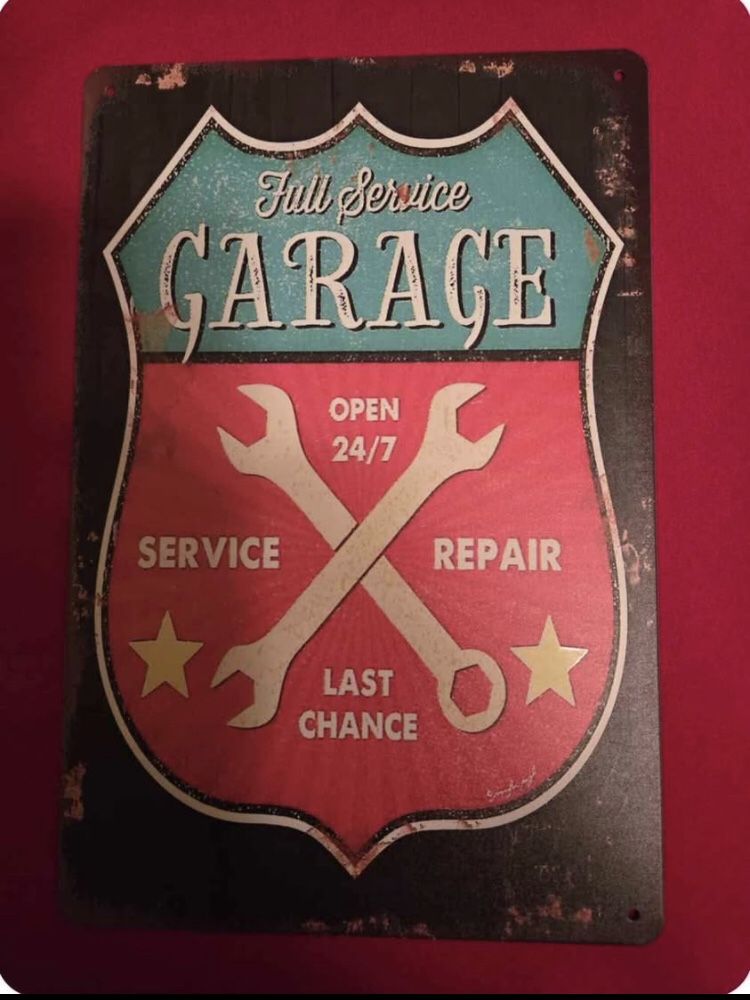 Full Service
GARAGE
OPEN
24/7
SERVICE REPAIR
LAST
CHANCE